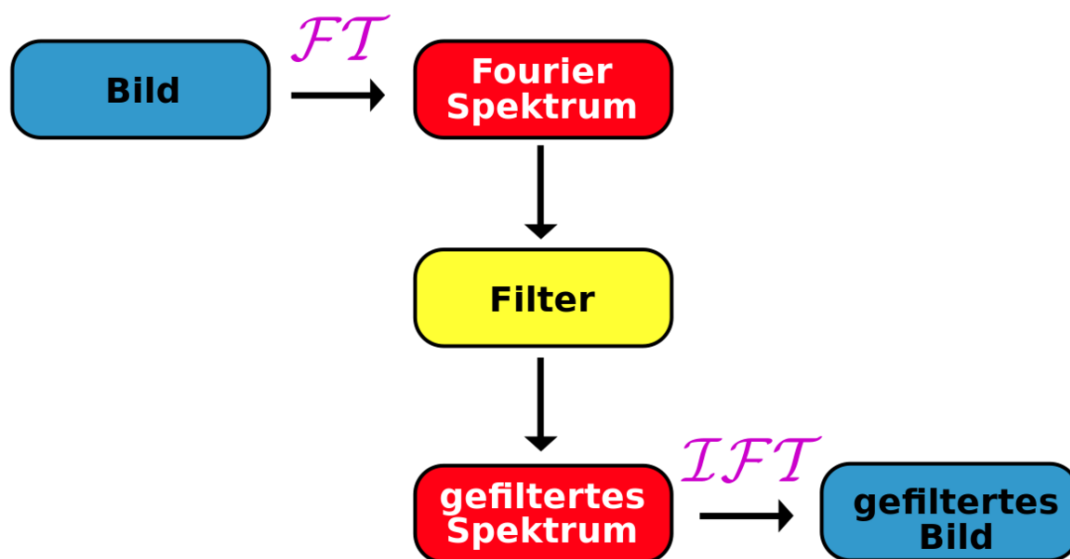 FT
Bild
Fourier
Spektrum
Filter
IFT
gefiltertes
Spektrum
gefiltertes
Bild